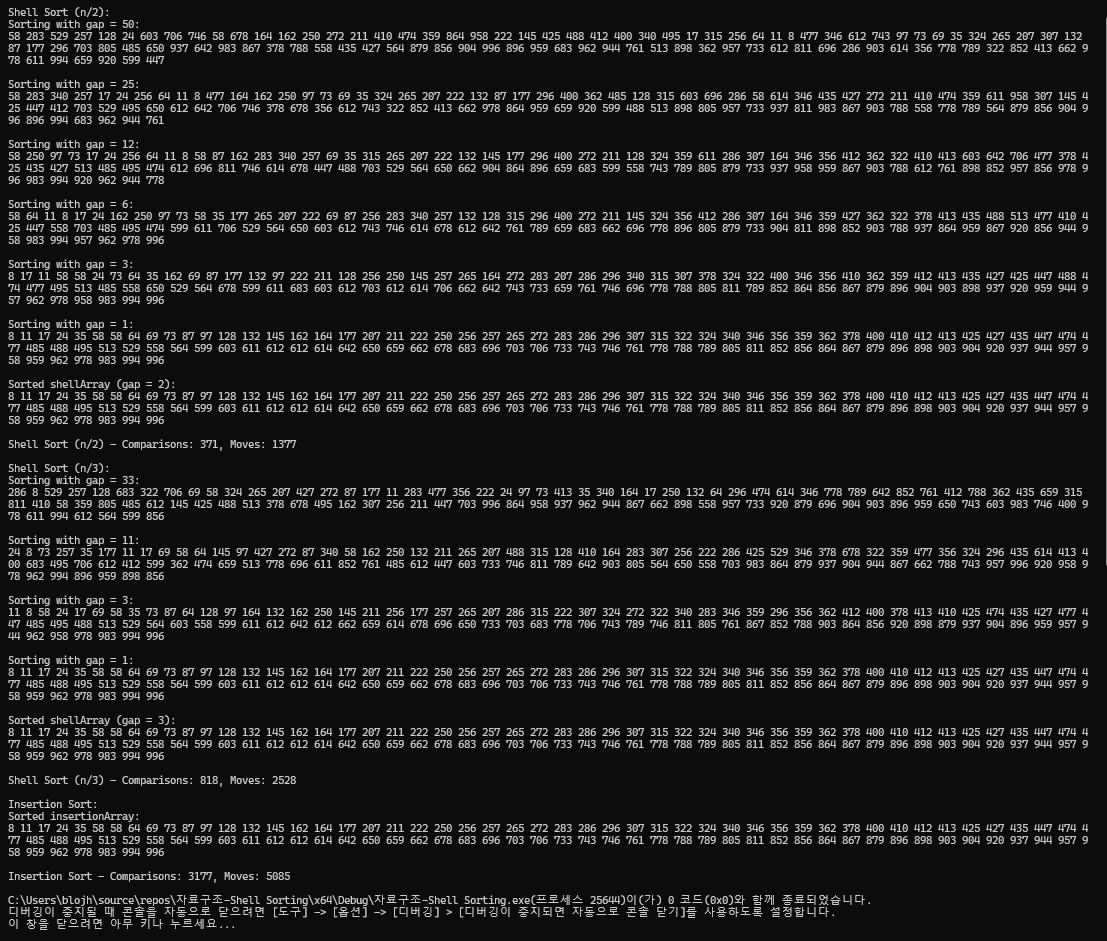 Shell Sort (n/2):
Sorting with gap = 50:
58 283 529 257 128 24 603 706 746 58 678 164 162 250 272 211 410 474 359 864 958 222 145 425 488 412 400 340 495 17 315 256 64 11 8 477 346 612 743 97 73 69 35 324 265 207 307 132
87 177 296 703 805 485 650 937 642 983 867 378 788 558 435 427 564 879 856 904 996 896 959 683 962 944 761 513 898 362 957 733 612 811 696 286 903 614 356 778 789 322 852 413 662 9
78 611 994 659 920 599 447

Sorting with gap = 25:
58 283 340 257 17 24 256 64 11 8 477 164 162 250 97 73 69 35 324 265 207 222 132 87 177 296 400 362 485 128 315 603 696 286 58 614 346 435 427 272 211 410 474 359 611 958 307 145 4
25 447 412 703 529 495 650 612 642 706 746 378 678 356 612 743 322 852 413 662 978 864 959 659 920 599 488 513 898 805 957 733 937 811 983 867 903 788 558 778 789 564 879 856 904 9
96 896 994 683 962 944 761

Sorting with gap = 12:
58 250 97 73 17 24 256 64 11 8 58 87 162 283 340 257 69 35 315 265 207 222 132 145 177 296 400 272 211 128 324 359 611 286 307 164 346 356 412 362 322 410 413 603 642 706 477 378 4
25 435 427 513 485 495 474 612 696 811 746 614 678 447 488 703 529 564 650 662 904 864 896 659 683 599 558 743 789 805 879 733 937 958 959 867 903 788 612 761 898 852 957 856 978 9
96 983 994 920 962 944 778

Sorting with gap = 6:
58 64 11 8 17 24 162 250 97 73 58 35 177 265 207 222 69 87 256 283 340 257 132 128 315 296 400 272 211 145 324 356 412 286 307 164 346 359 427 362 322 378 413 435 488 513 477 410 4
25 447 558 703 485 495 474 599 611 706 529 564 650 603 612 743 746 614 678 612 642 761 789 659 683 662 696 778 896 805 879 733 904 811 898 852 903 788 937 864 959 867 920 856 944 9
58 983 994 957 962 978 996

Sorting with gap = 3:
8 17 11 58 58 24 73 64 35 162 69 87 177 132 97 222 211 128 256 250 145 257 265 164 272 283 207 286 296 340 315 307 378 324 322 400 346 356 410 362 359 412 413 435 427 425 447 488 4
74 477 495 513 485 558 650 529 564 678 599 611 683 603 612 703 612 614 706 662 642 743 733 659 761 746 696 778 788 805 811 789 852 864 856 867 879 896 904 903 898 937 920 959 944 9
57 962 978 958 983 994 996

Sorting with gap = 1:
8 11 17 24 35 58 58 64 69 73 87 97 128 132 145 162 164 177 207 211 222 250 256 257 265 272 283 286 296 307 315 322 324 340 346 356 359 362 378 400 410 412 413 425 427 435 447 474 4
77 485 488 495 513 529 558 564 599 603 611 612 612 614 642 650 659 662 678 683 696 703 706 733 743 746 761 778 788 789 805 811 852 856 864 867 879 896 898 903 904 920 937 944 957 9
58 959 962 978 983 994 996

Sorted shellArray (gap = 2):
8 11 17 24 35 58 58 64 69 73 87 97 128 132 145 162 164 177 207 211 222 250 256 257 265 272 283 286 296 307 315 322 324 340 346 356 359 362 378 400 410 412 413 425 427 435 447 474 4
77 485 488 495 513 529 558 564 599 603 611 612 612 614 642 650 659 662 678 683 696 703 706 733 743 746 761 778 788 789 805 811 852 856 864 867 879 896 898 903 904 920 937 944 957 9
58 959 962 978 983 994 996

Shell Sort (n/2) - Comparisons: 371, Moves: 1377

Shell Sort (n/3):
Sorting with gap = 33:
286 8 529 257 128 683 322 706 69 58 324 265 207 427 272 87 177 11 283 477 356 222 24 97 73 413 35 340 164 17 250 132 64 296 474 614 346 778 789 642 852 761 412 788 362 435 659 315
811 410 58 359 805 485 612 145 425 488 513 378 678 495 162 307 256 211 447 703 996 864 958 937 962 944 867 662 898 558 957 733 920 879 696 904 903 896 959 650 743 603 983 746 400 9
78 611 994 612 564 599 856

Sorting with gap = 11:
24 8 73 257 35 177 11 17 69 58 64 145 97 427 272 87 340 58 162 250 132 211 265 207 488 315 128 410 164 283 307 256 222 286 425 529 346 378 678 322 359 477 356 324 296 435 614 413 4
00 683 495 706 612 412 599 362 474 659 513 778 696 611 852 761 485 612 447 603 733 746 811 789 642 903 805 564 650 558 703 983 864 879 937 904 944 867 662 788 743 957 996 920 958 9
78 962 994 896 959 898 856

Sorting with gap = 3:
11 8 58 24 17 69 58 35 73 87 64 128 97 164 132 162 250 145 211 256 177 257 265 207 286 315 222 307 324 272 322 340 283 346 359 296 356 362 412 400 378 413 410 425 474 435 427 477 4
47 485 495 488 513 529 564 603 558 599 611 612 642 612 662 659 614 678 696 650 733 703 683 778 706 743 789 746 811 805 761 867 852 788 903 864 856 920 898 879 937 904 896 959 957 9
44 962 958 978 983 994 996

Sorting with gap = 1:
8 11 17 24 35 58 58 64 69 73 87 97 128 132 145 162 164 177 207 211 222 250 256 257 265 272 283 286 296 307 315 322 324 340 346 356 359 362 378 400 410 412 413 425 427 435 447 474 4
77 485 488 495 513 529 558 564 599 603 611 612 612 614 642 650 659 662 678 683 696 703 706 733 743 746 761 778 788 789 805 811 852 856 864 867 879 896 898 903 904 920 937 944 957 9
58 959 962 978 983 994 996

Sorted shellArray (gap = 3):
8 11 17 24 35 58 58 64 69 73 87 97 128 132 145 162 164 177 207 211 222 250 256 257 265 272 283 286 296 307 315 322 324 340 346 356 359 362 378 400 410 412 413 425 427 435 447 474 4
77 485 488 495 513 529 558 564 599 603 611 612 612 614 642 650 659 662 678 683 696 703 706 733 743 746 761 778 788 789 805 811 852 856 864 867 879 896 898 903 904 920 937 944 957 9
58 959 962 978 983 994 996

Shell Sort (n/3) - Comparisons: 818, Moves: 2528

Insertion Sort:
Sorted insertionArray:
8 11 17 24 35 58 58 64 69 73 87 97 128 132 145 162 164 177 207 211 222 250 256 257 265 272 283 286 296 307 315 322 324 340 346 356 359 362 378 400 410 412 413 425 427 435 447 474 4
77 485 488 495 513 529 558 564 599 603 611 612 612 614 642 650 659 662 678 683 696 703 706 733 743 746 761 778 788 789 805 811 852 856 864 867 879 896 898 903 904 920 937 944 957 9
58 959 962 978 983 994 996

Insertion Sort - Comparisons: 3177, Moves: 5085

C:\Users\blojh\source\repos\자료구조-Shell Sorting\x64\Debug\자료구조-Shell Sorting.exe(프로세스 25644)이(가) 0 코드(0x0)와 함께 종료되었습니다.
디버깅이 중지될 때 콘솔을 자동으로 닫으려면 [도구] -> [옵션] -> [디버깅] > [디버깅이 중지되면 자동으로 콘솔 닫기]를 사용하도록 설정합니다.
이 창을 닫으려면 아무 키나 누르세요...